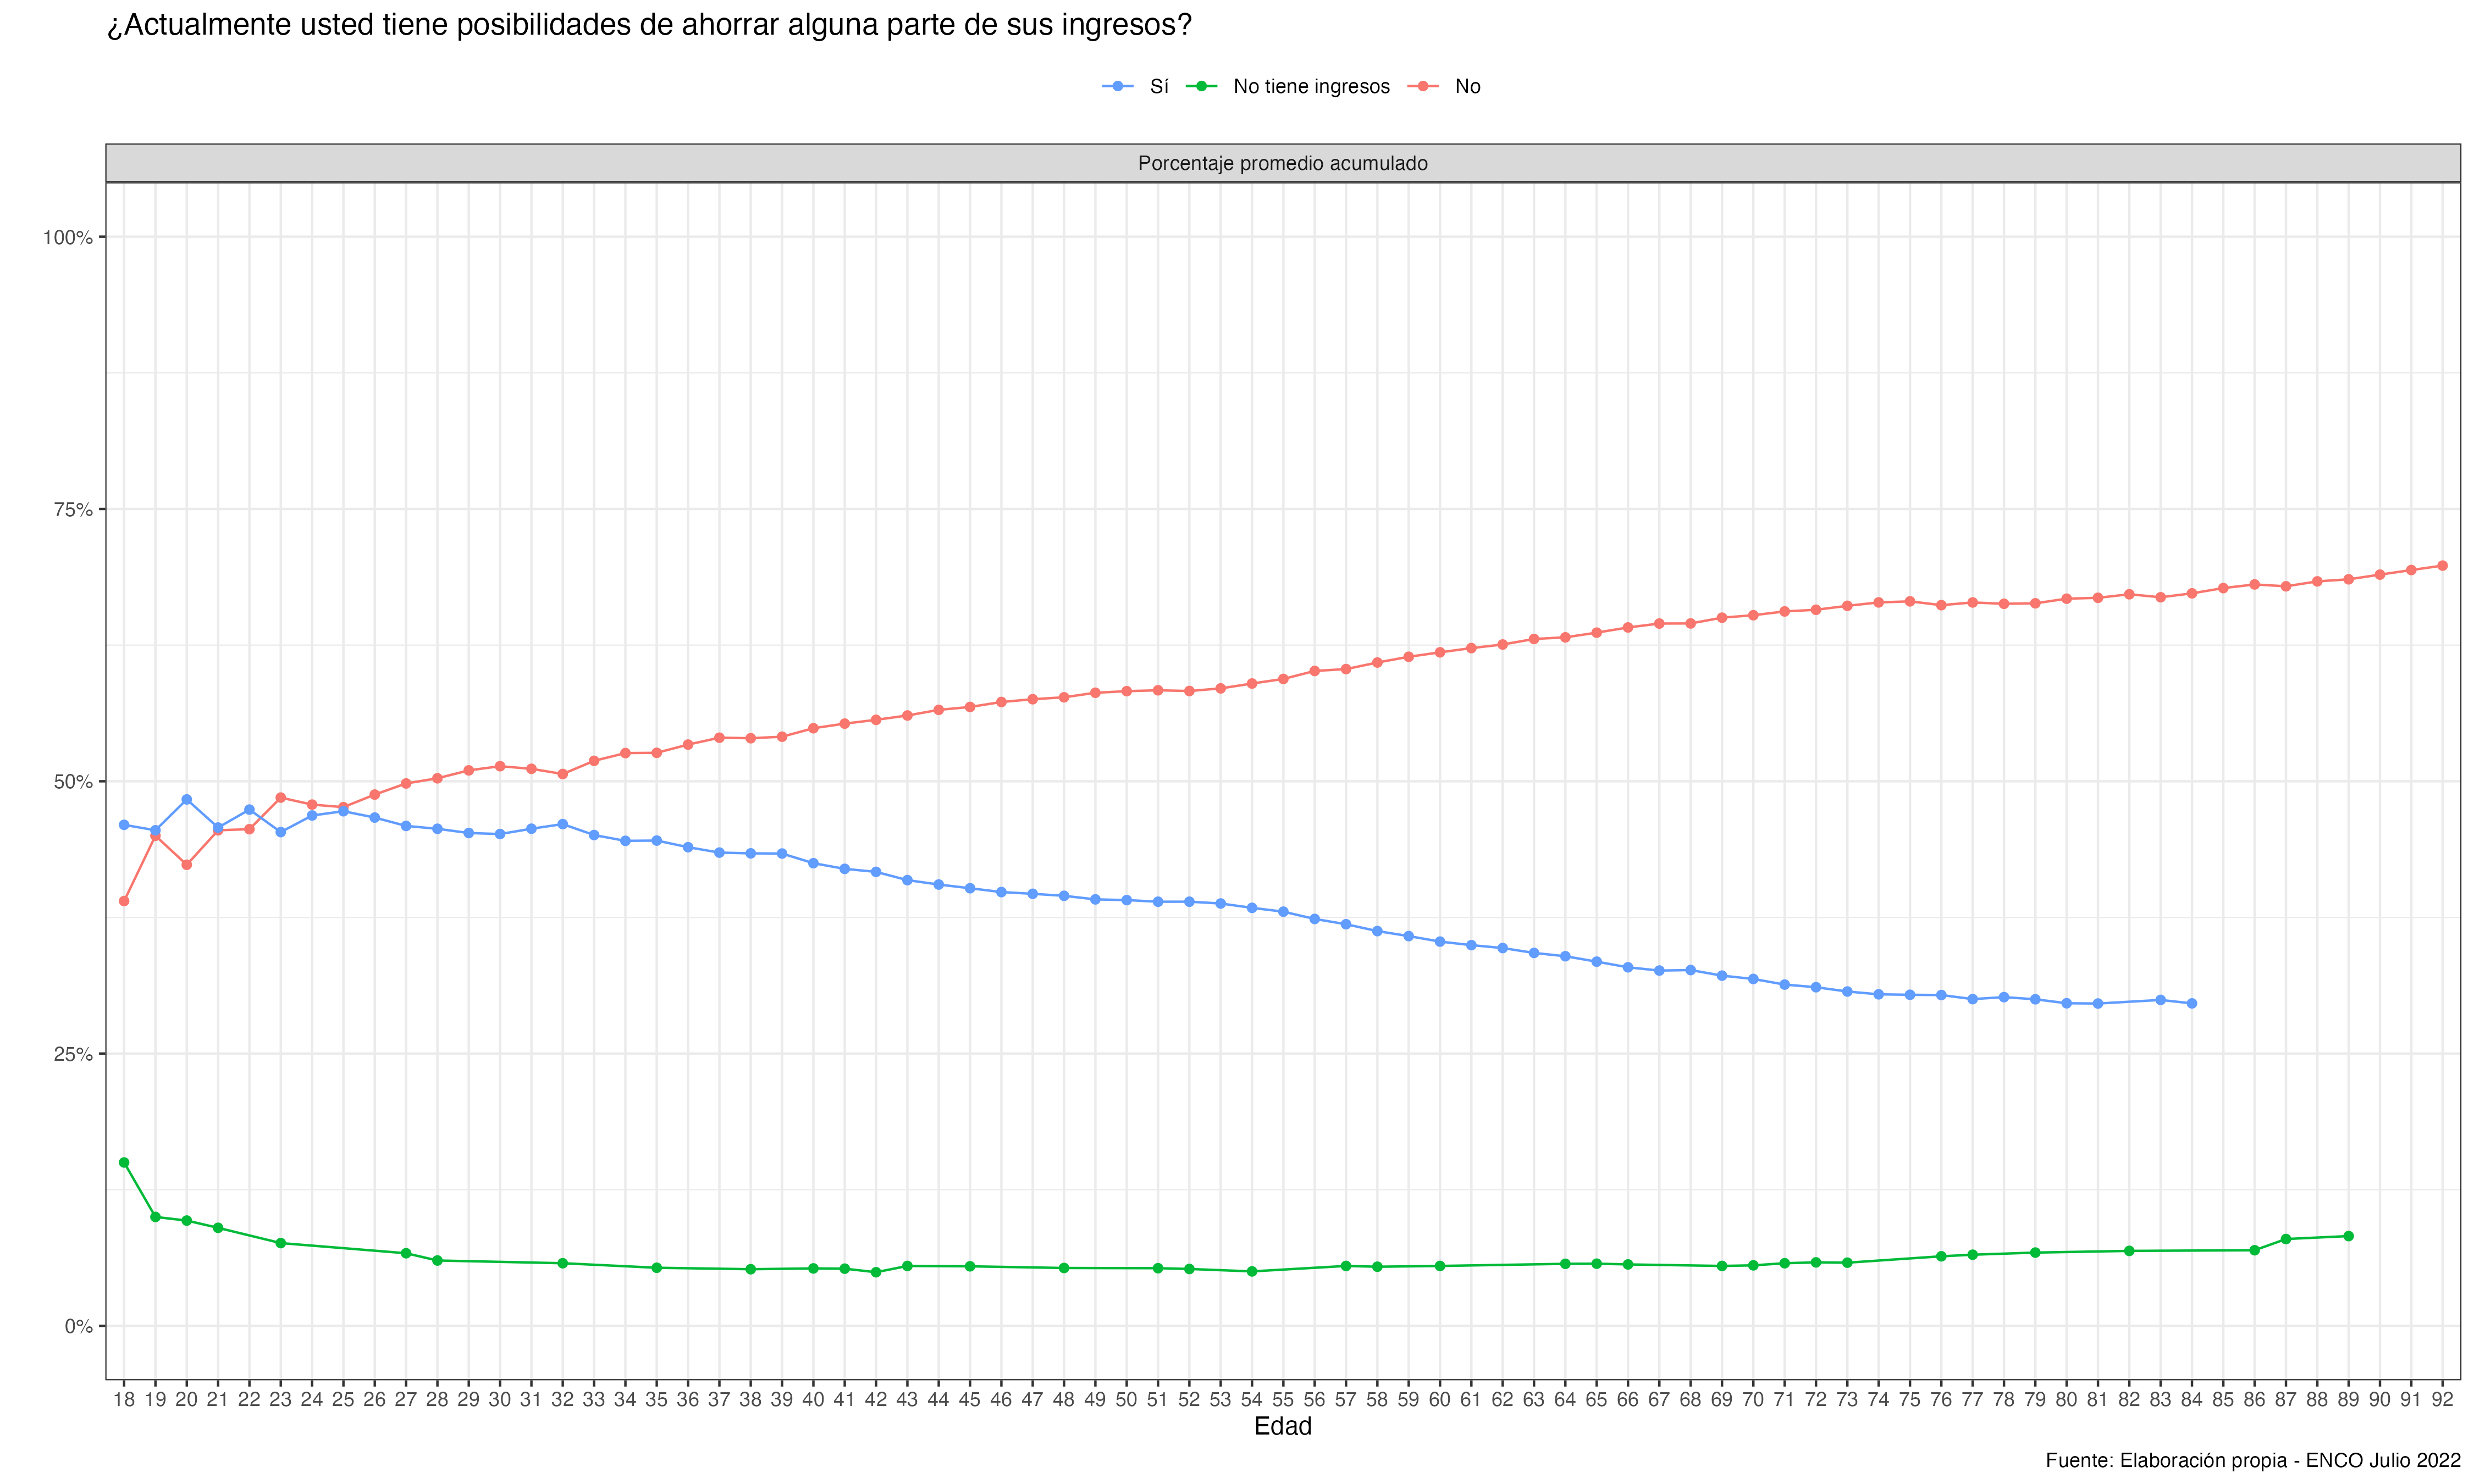 ¿Actualmente usted tiene posibilidades de ahorrar alguna parte de sus ingresos?
Sí No tiene ingresos No
Porcentaje promedio acumulado
100%
75%
50%
25%
0%
18 19 20 21 22 23 24 25 26 27 28 29 30 31 32 33 34 35 36 37 38 39 40 41 42 43 44 45 46 47 48 49 50 51 52 53 54 55 56 57 58 59 60 61 62 63 64 65 66 67 68 69 70 71 72 73 74 75 76 77 78 79 80 81 82 83 84 85 86 87 88 89 90 91 92
Edad
Fuente: Elaboración propia - ENCO Julio 2022